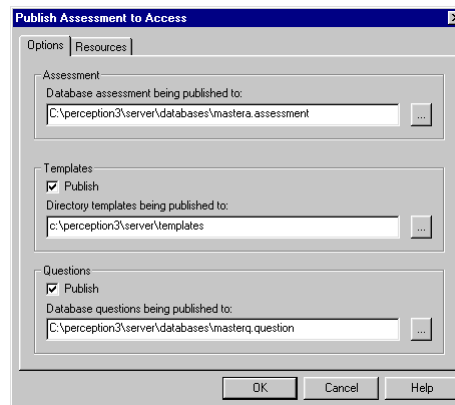 Publish Assessment to Access
Options Resources
Assessment
Database assessment being published to:
C:\perception3\server\databases\mastera.assessment
...
Templates
Publish
Directory templates being published to:
c:\perception3\server\templates
...
Questions
Publish
Database questions being published to:
C:\perception3\server\databases\masterq.question
...
OK Cancel Help